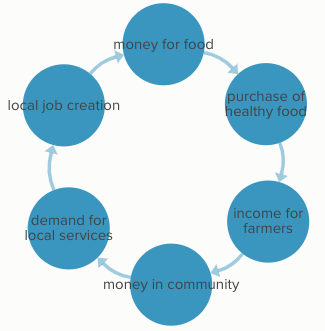 money for food
purchase of
healthy food
income for
farmers
money in community
demand for
local services
local job creation